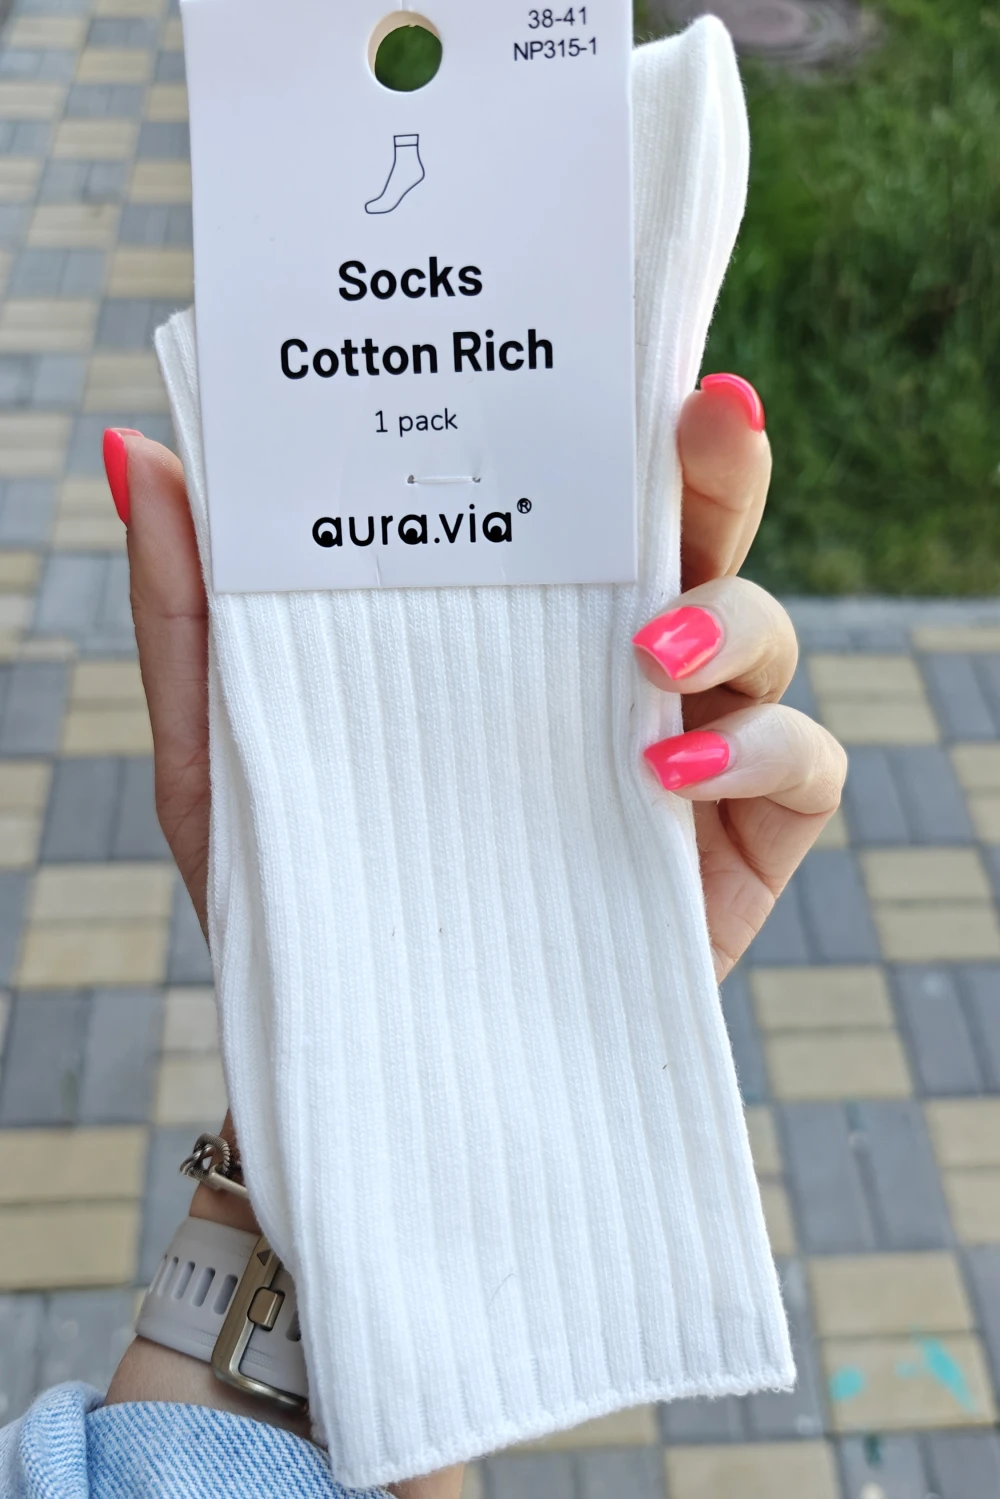 38-41
NP315-1
Socks
Cotton Rich
1 pack
aura.via®